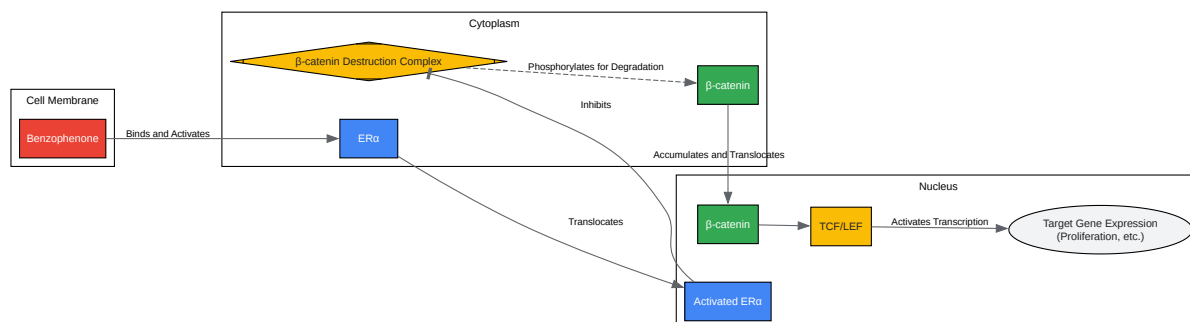 Cytoplasm
β-catenin Destruction Complex
Phosphorylates for Degradation
β-catenin
Cell Membrane
Inhibits
Benzophenone
Binds and Activates
ERα
Accumulates and Translocates
Nucleus
Translocates
β-catenin
TCF/LEF
Activates Transcription
Target Gene Expression
(Proliferation, etc.)
Activated ERα